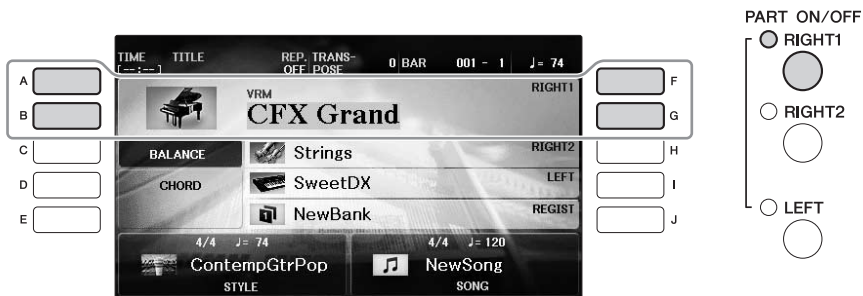 PART ON/OFF
RIGHT1
TIME TITLE REP. TRANS- 0 BAR 001 - 1 ♩= 74
[--:--] OFF POSE
RIGHT1
A F
VRM
CFX Grand
B G
RIGHT2
C BALANCE Strings RIGHT2 H
D CHORD SweetDX LEFT I
E NewBank REGIST J
LEFT
4/4 ♩= 74 4/4 ♩=120
ContempGtrPop NewSong
STYLE SONG